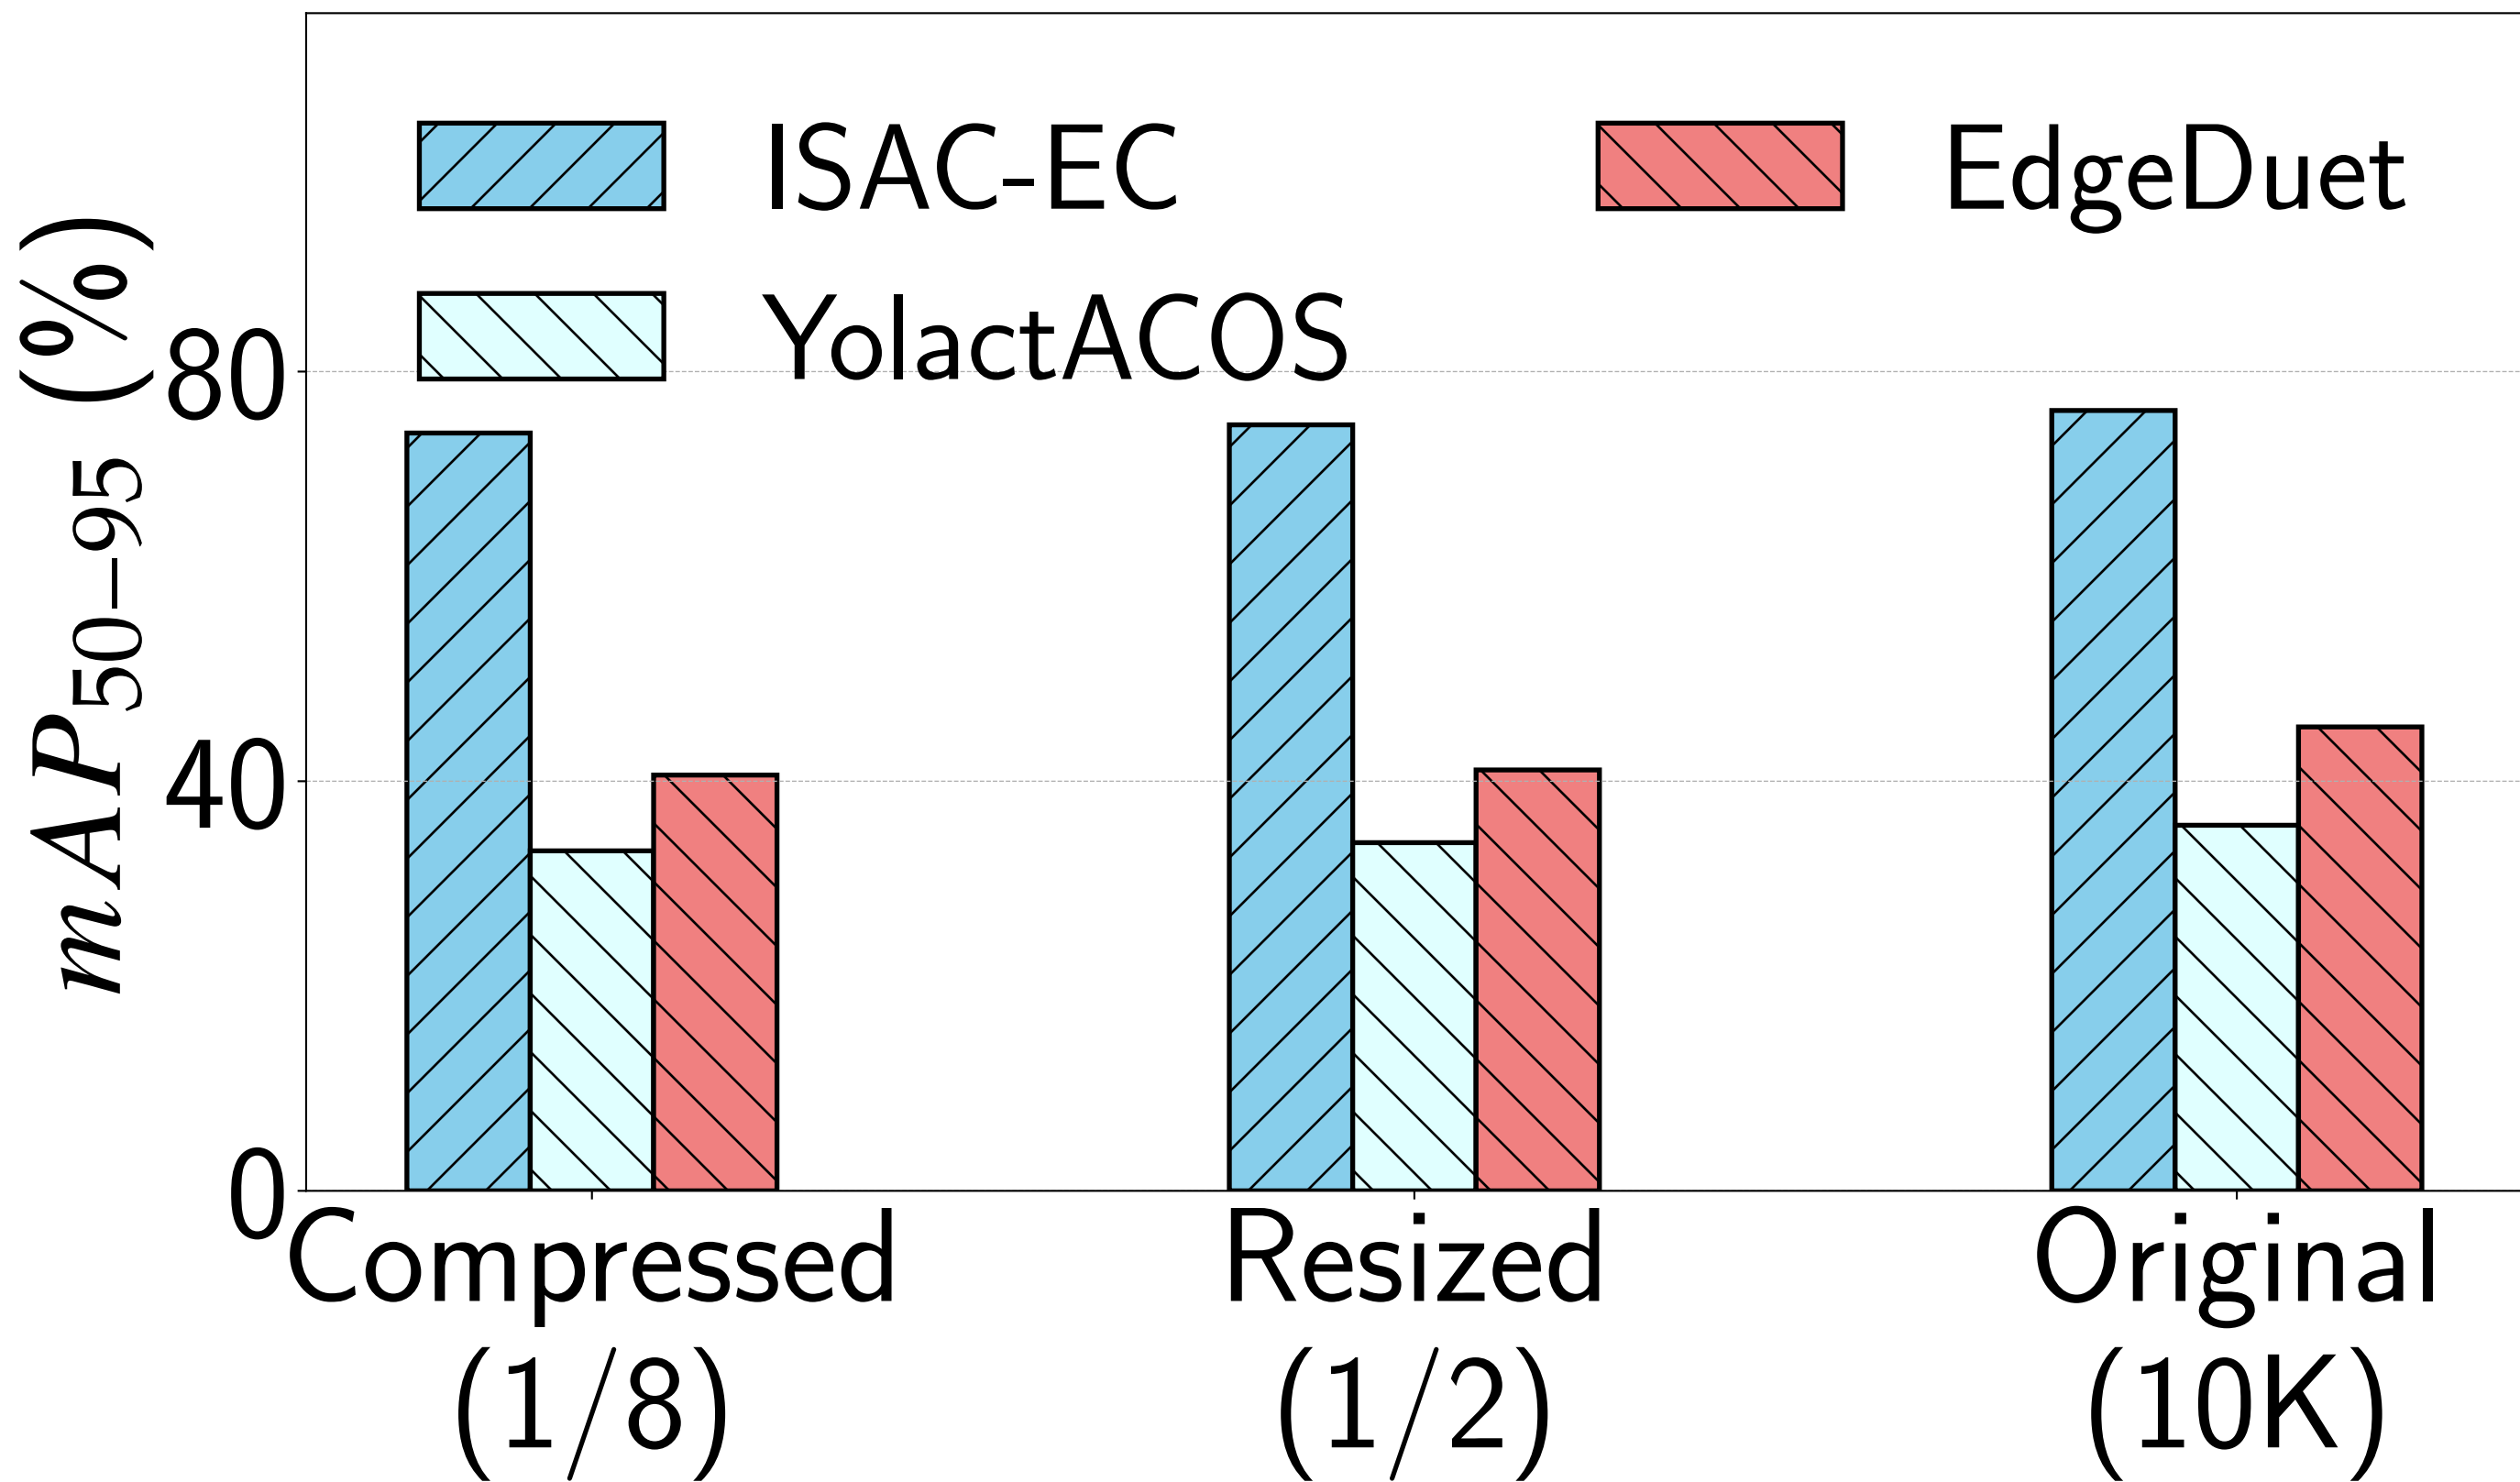 ISAC-EC
EdgeDuet
YolactACOS
mAP50−95 (%)
80
40
0
Compressed
(1/8)
Resized
(1/2)
Original
(10K)